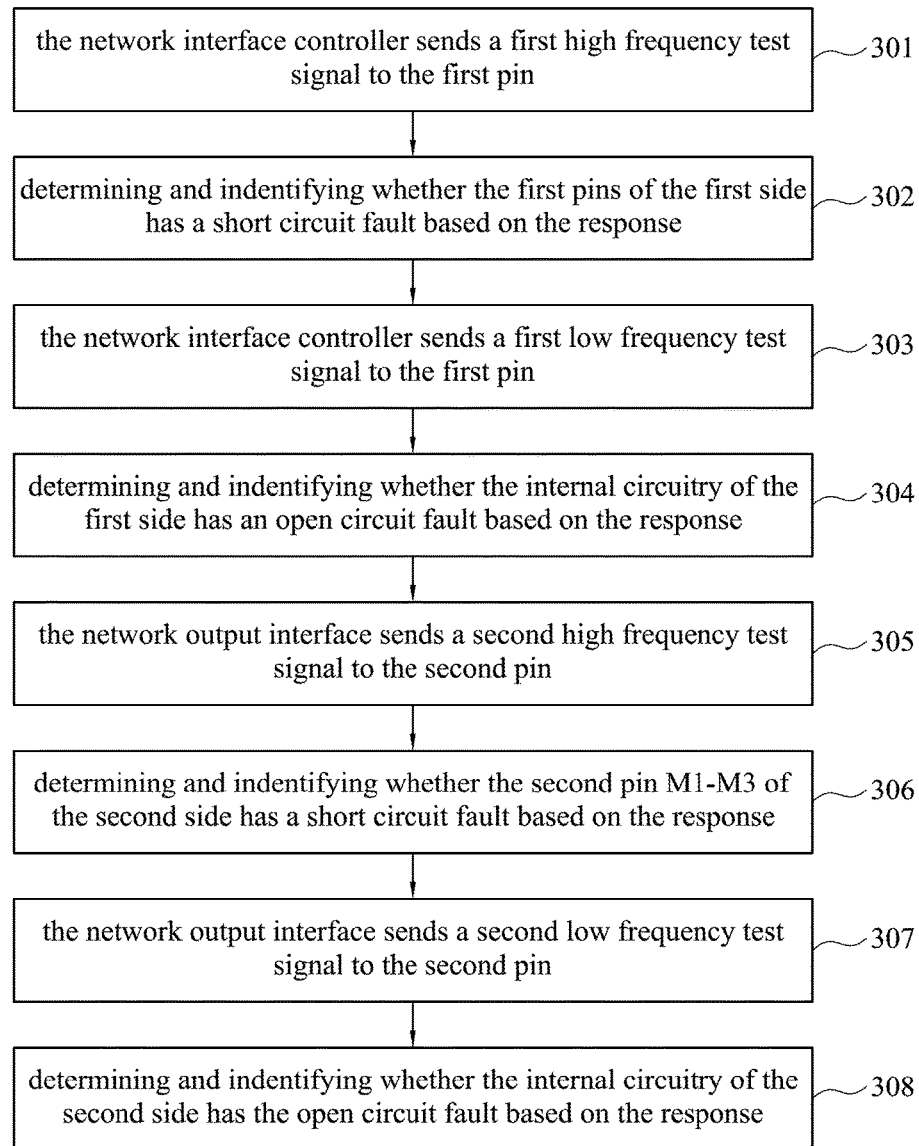 the network interface controller sends a first high frequency test
signal to the first pin
301
determining and indentifying whether the first pins of the first side
has a short circuit fault based on the response
302
the network interface controller sends a first low frequency test
signal to the first pin
303
determining and indentifying whether the internal circuitry of the
first side has an open circuit fault based on the response
304
the network output interface sends a second high frequency test
signal to the second pin
305
determining and indentifying whether the second pin M1-M3 of
the second side has a short circuit fault based on the response
306
the network output interface sends a second low frequency test
signal to the second pin
307
determining and indentifying whether the internal circuitry of the
second side has the open circuit fault based on the response
308